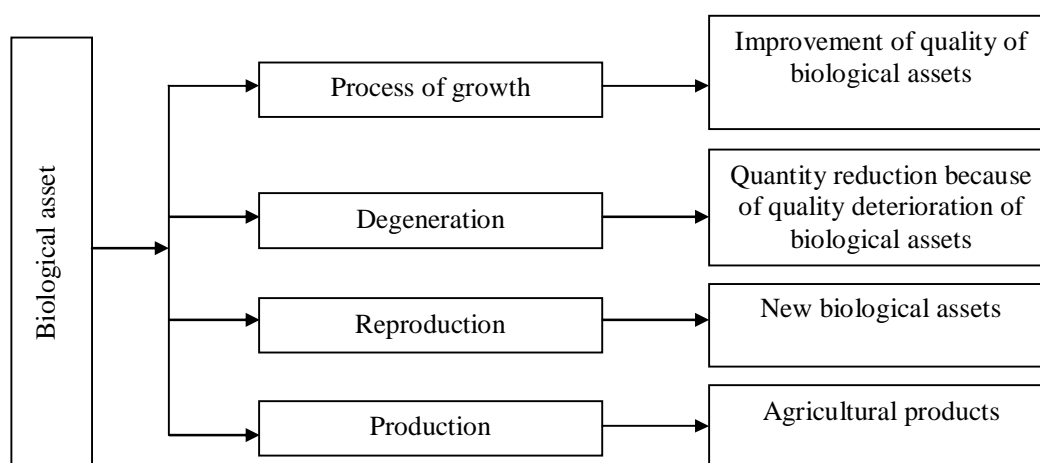 Biological asset
Process of growth
Improvement of quality of
biological assets
Degeneration
Quantity reduction because
of quality deterioration of
biological assets
Reproduction
New biological assets
Production
Agricultural products